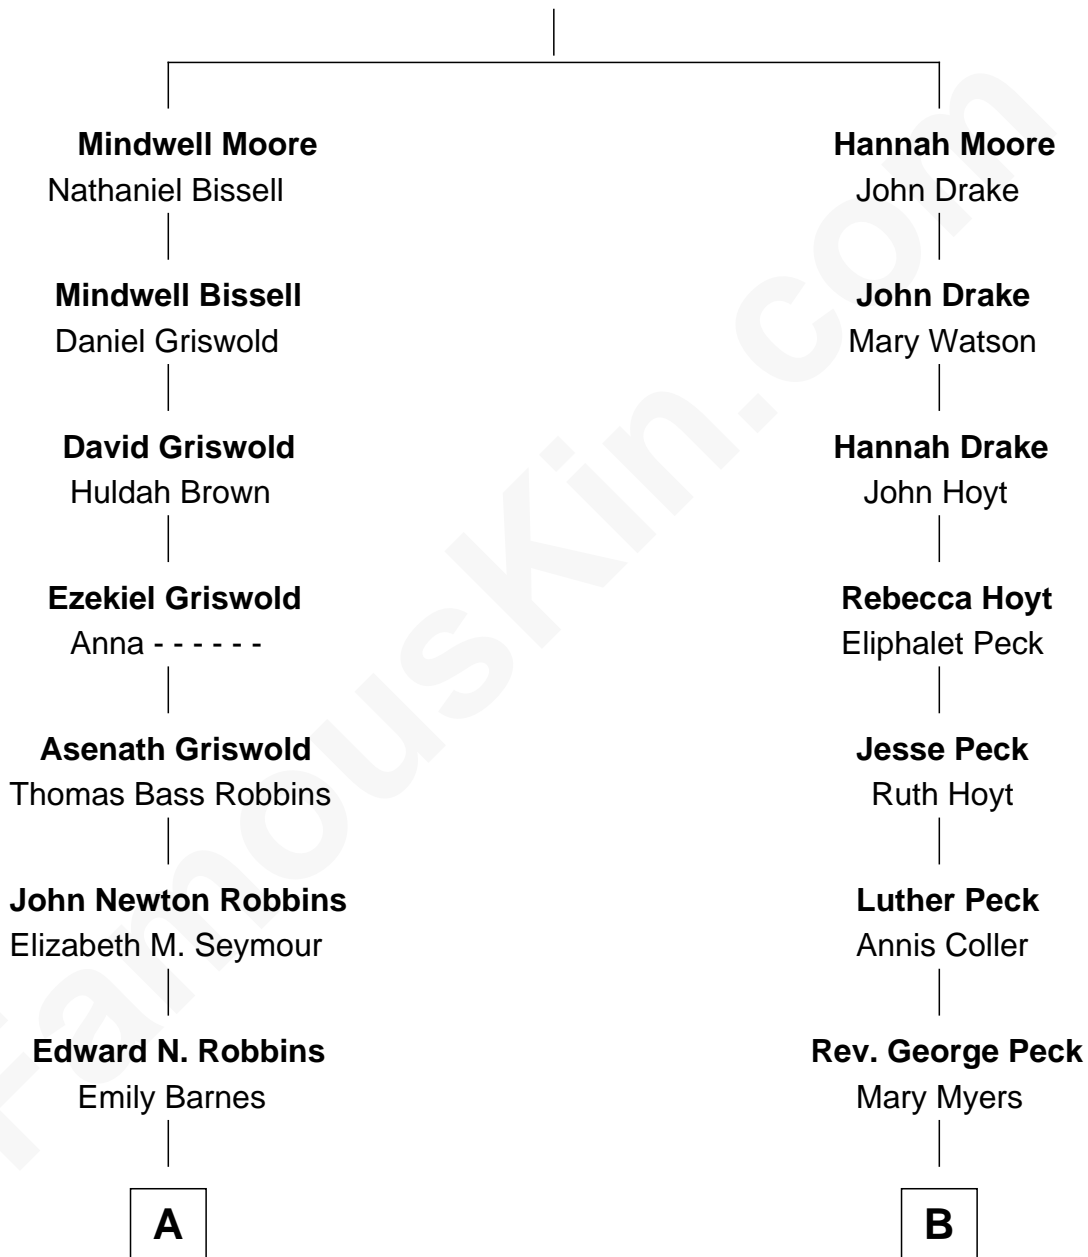 Mindwell Moore
Nathaniel Bissell
Mindwell Bissell
Daniel Griswold
David Griswold
Huldah Brown
Ezekiel Griswold
Anna - - - - - -
Asenath Griswold
Thomas Bass Robbins
John Newton Robbins
Elizabeth M. Seymour
Edward N. Robbins
Emily Barnes
A
Hannah Moore
John Drake
John Drake
Mary Watson
Hannah Drake
John Hoyt
Rebecca Hoyt
Eliphalet Peck
Jesse Peck
Ruth Hoyt
Luther Peck
Annis Coller
Rev. George Peck
Mary Myers
B
FamousKin.com